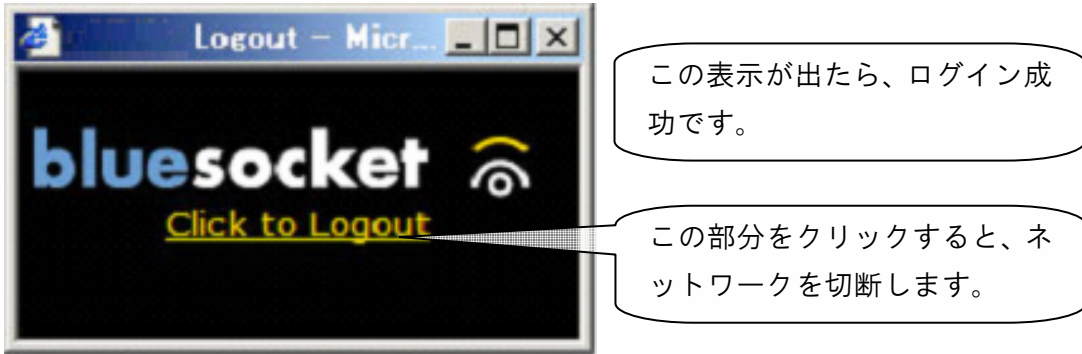 Logout - Micr...
bluesocket
Click to Logout
この表示が出たら、ログイン成
功です。
この部分をクリックすると、ネ
ットワークを切断します。